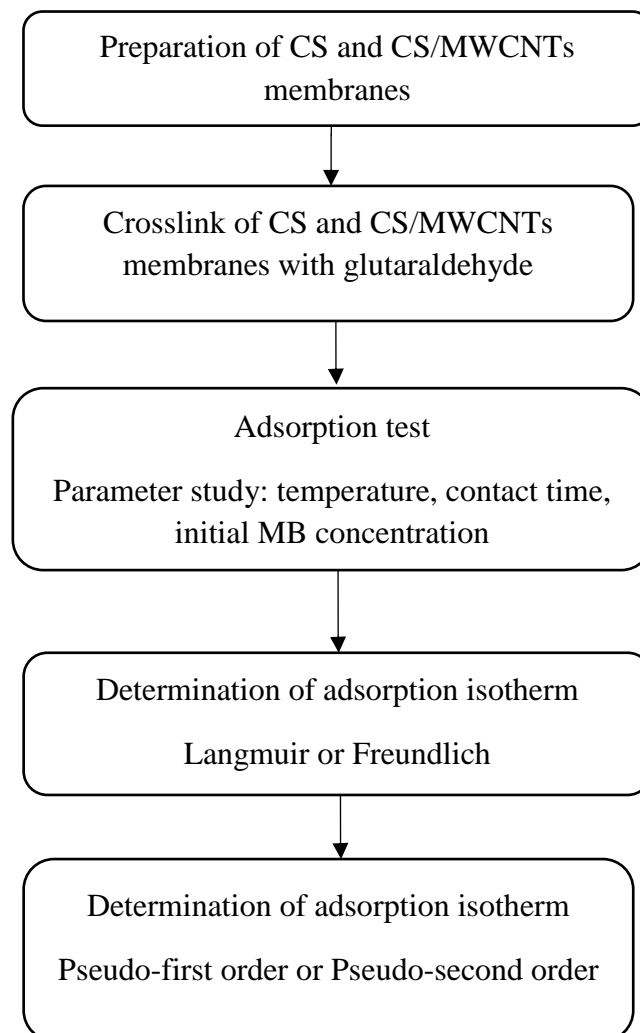 Preparation of CS and CS/MWCNTs
membranes
Crosslink of CS and CS/MWCNTs
membranes with glutaraldehyde
Adsorption test
Parameter study: temperature, contact time,
initial MB concentration
Determination of adsorption isotherm
Langmuir or Freundlich
Determination of adsorption isotherm
Pseudo-first order or Pseudo-second order